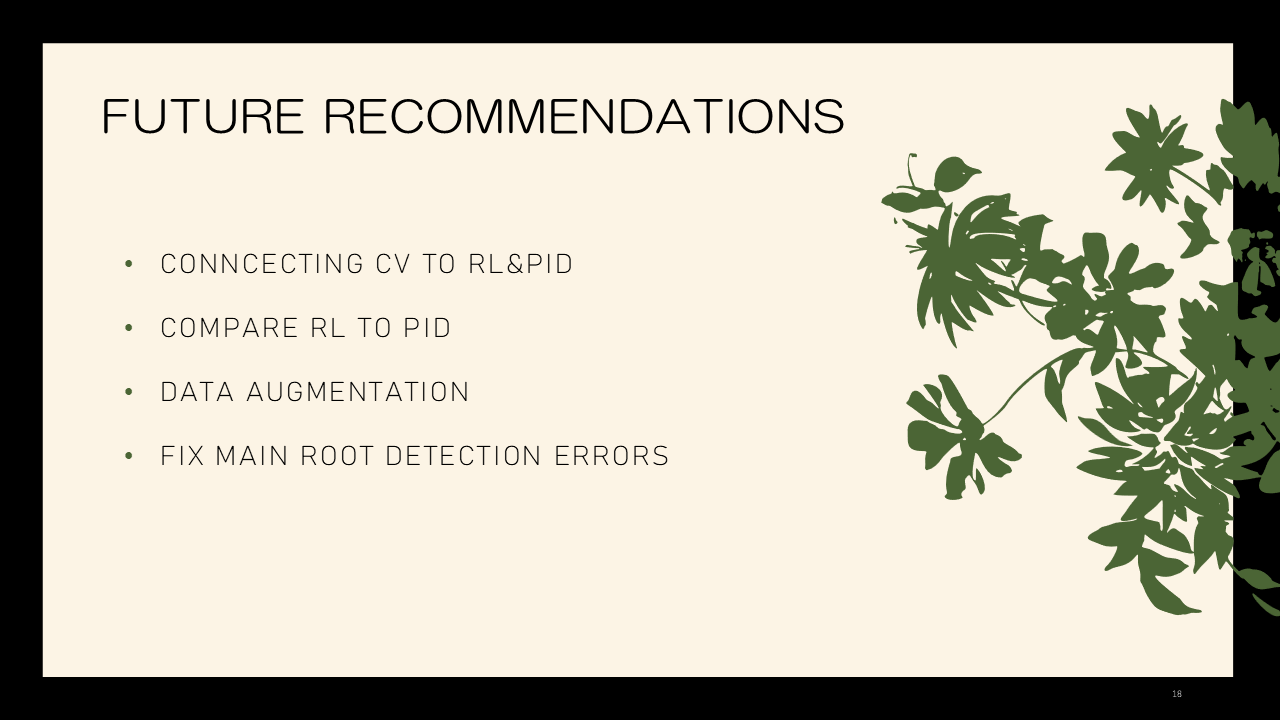 FUTURE RECOMMENDATIONS
• CONNCECTING CV TO RL&PID
• COMPARE RL TO PID
• DATA AUGMENTATION
• FIX MAIN ROOT DETECTION ERRORS
18